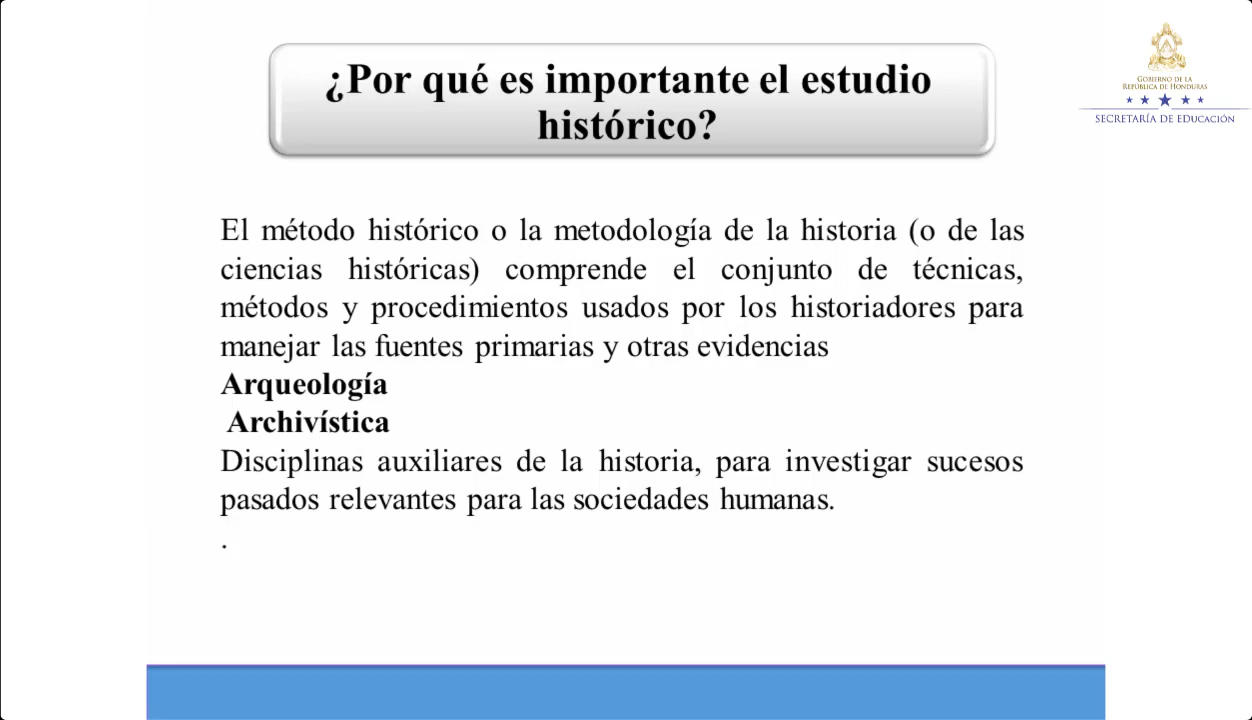 ¿Por qué es importante el estudio
histórico?
GOBIERNO DE LA
REPÚBLICA DE HONDURAS
SECRETARÍA DE EDUCACIÓN
El método histórico o la metodología de la historia (o de las
ciencias históricas) comprende el conjunto de técnicas,
métodos y procedimientos usados por los historiadores para
manejar las fuentes primarias y otras evidencias
Arqueología
Archivística
Disciplinas auxiliares de la historia, para investigar sucesos
pasados relevantes para las sociedades humanas.
.